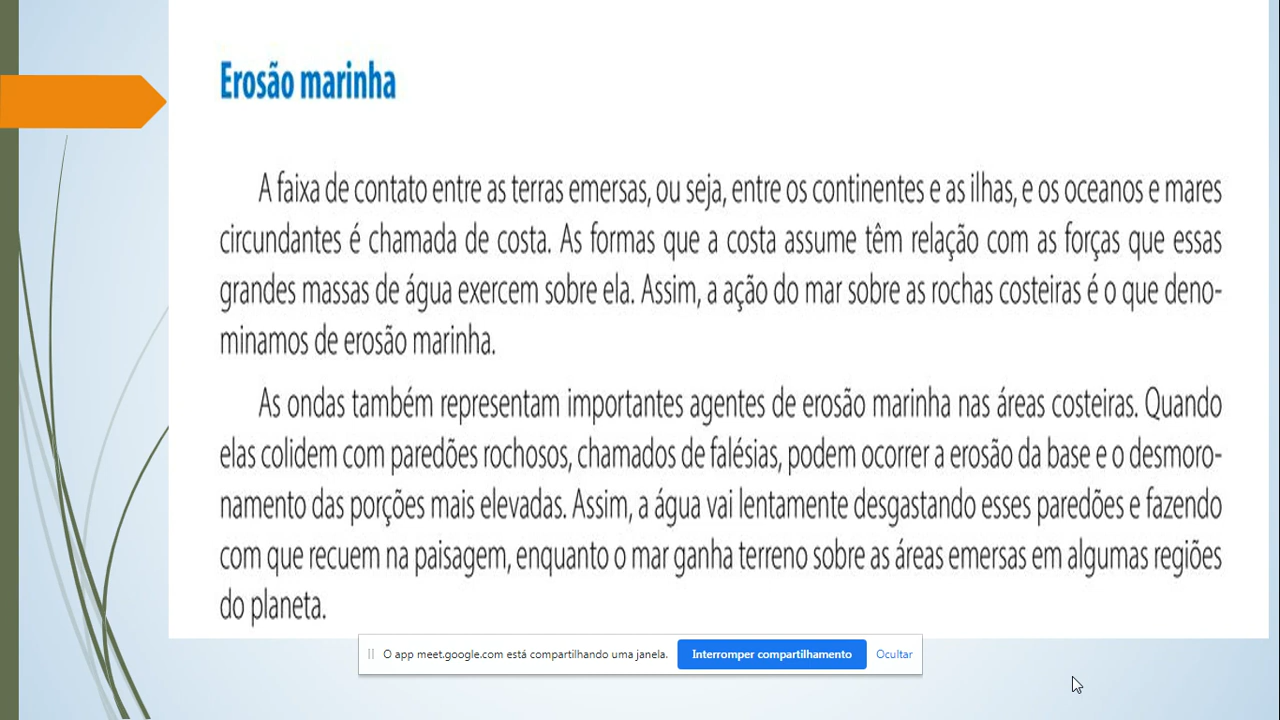 Erosão marinha
A faixa de contato entre as terras emersas, ou seja, entre os continentes e as ilhas, e os oceanos e mares
circundantes é chamada de costa. As formas que a costa assume têm relação com as forças que essas
grandes massas de água exercem sobre ela. Assim, a ação do mar sobre as rochas costeiras é o que deno-
minamos de erosão marinha.
As ondas também representam importantes agentes de erosão marinha nas áreas costeiras. Quando
elas colidem com paredões rochosos, chamados de falésias, podem ocorrer a erosão da base e o desmoro-
namento das porções mais elevadas. Assim, a água vai lentamente desgastando esses paredões e fazendo
com que recuem na paisagem, enquanto o mar ganha terreno sobre as áreas emersas em algumas regiões
do planeta.
O app meet.google.com está compartilhando uma janela. Interromper compartilhamento Ocultar